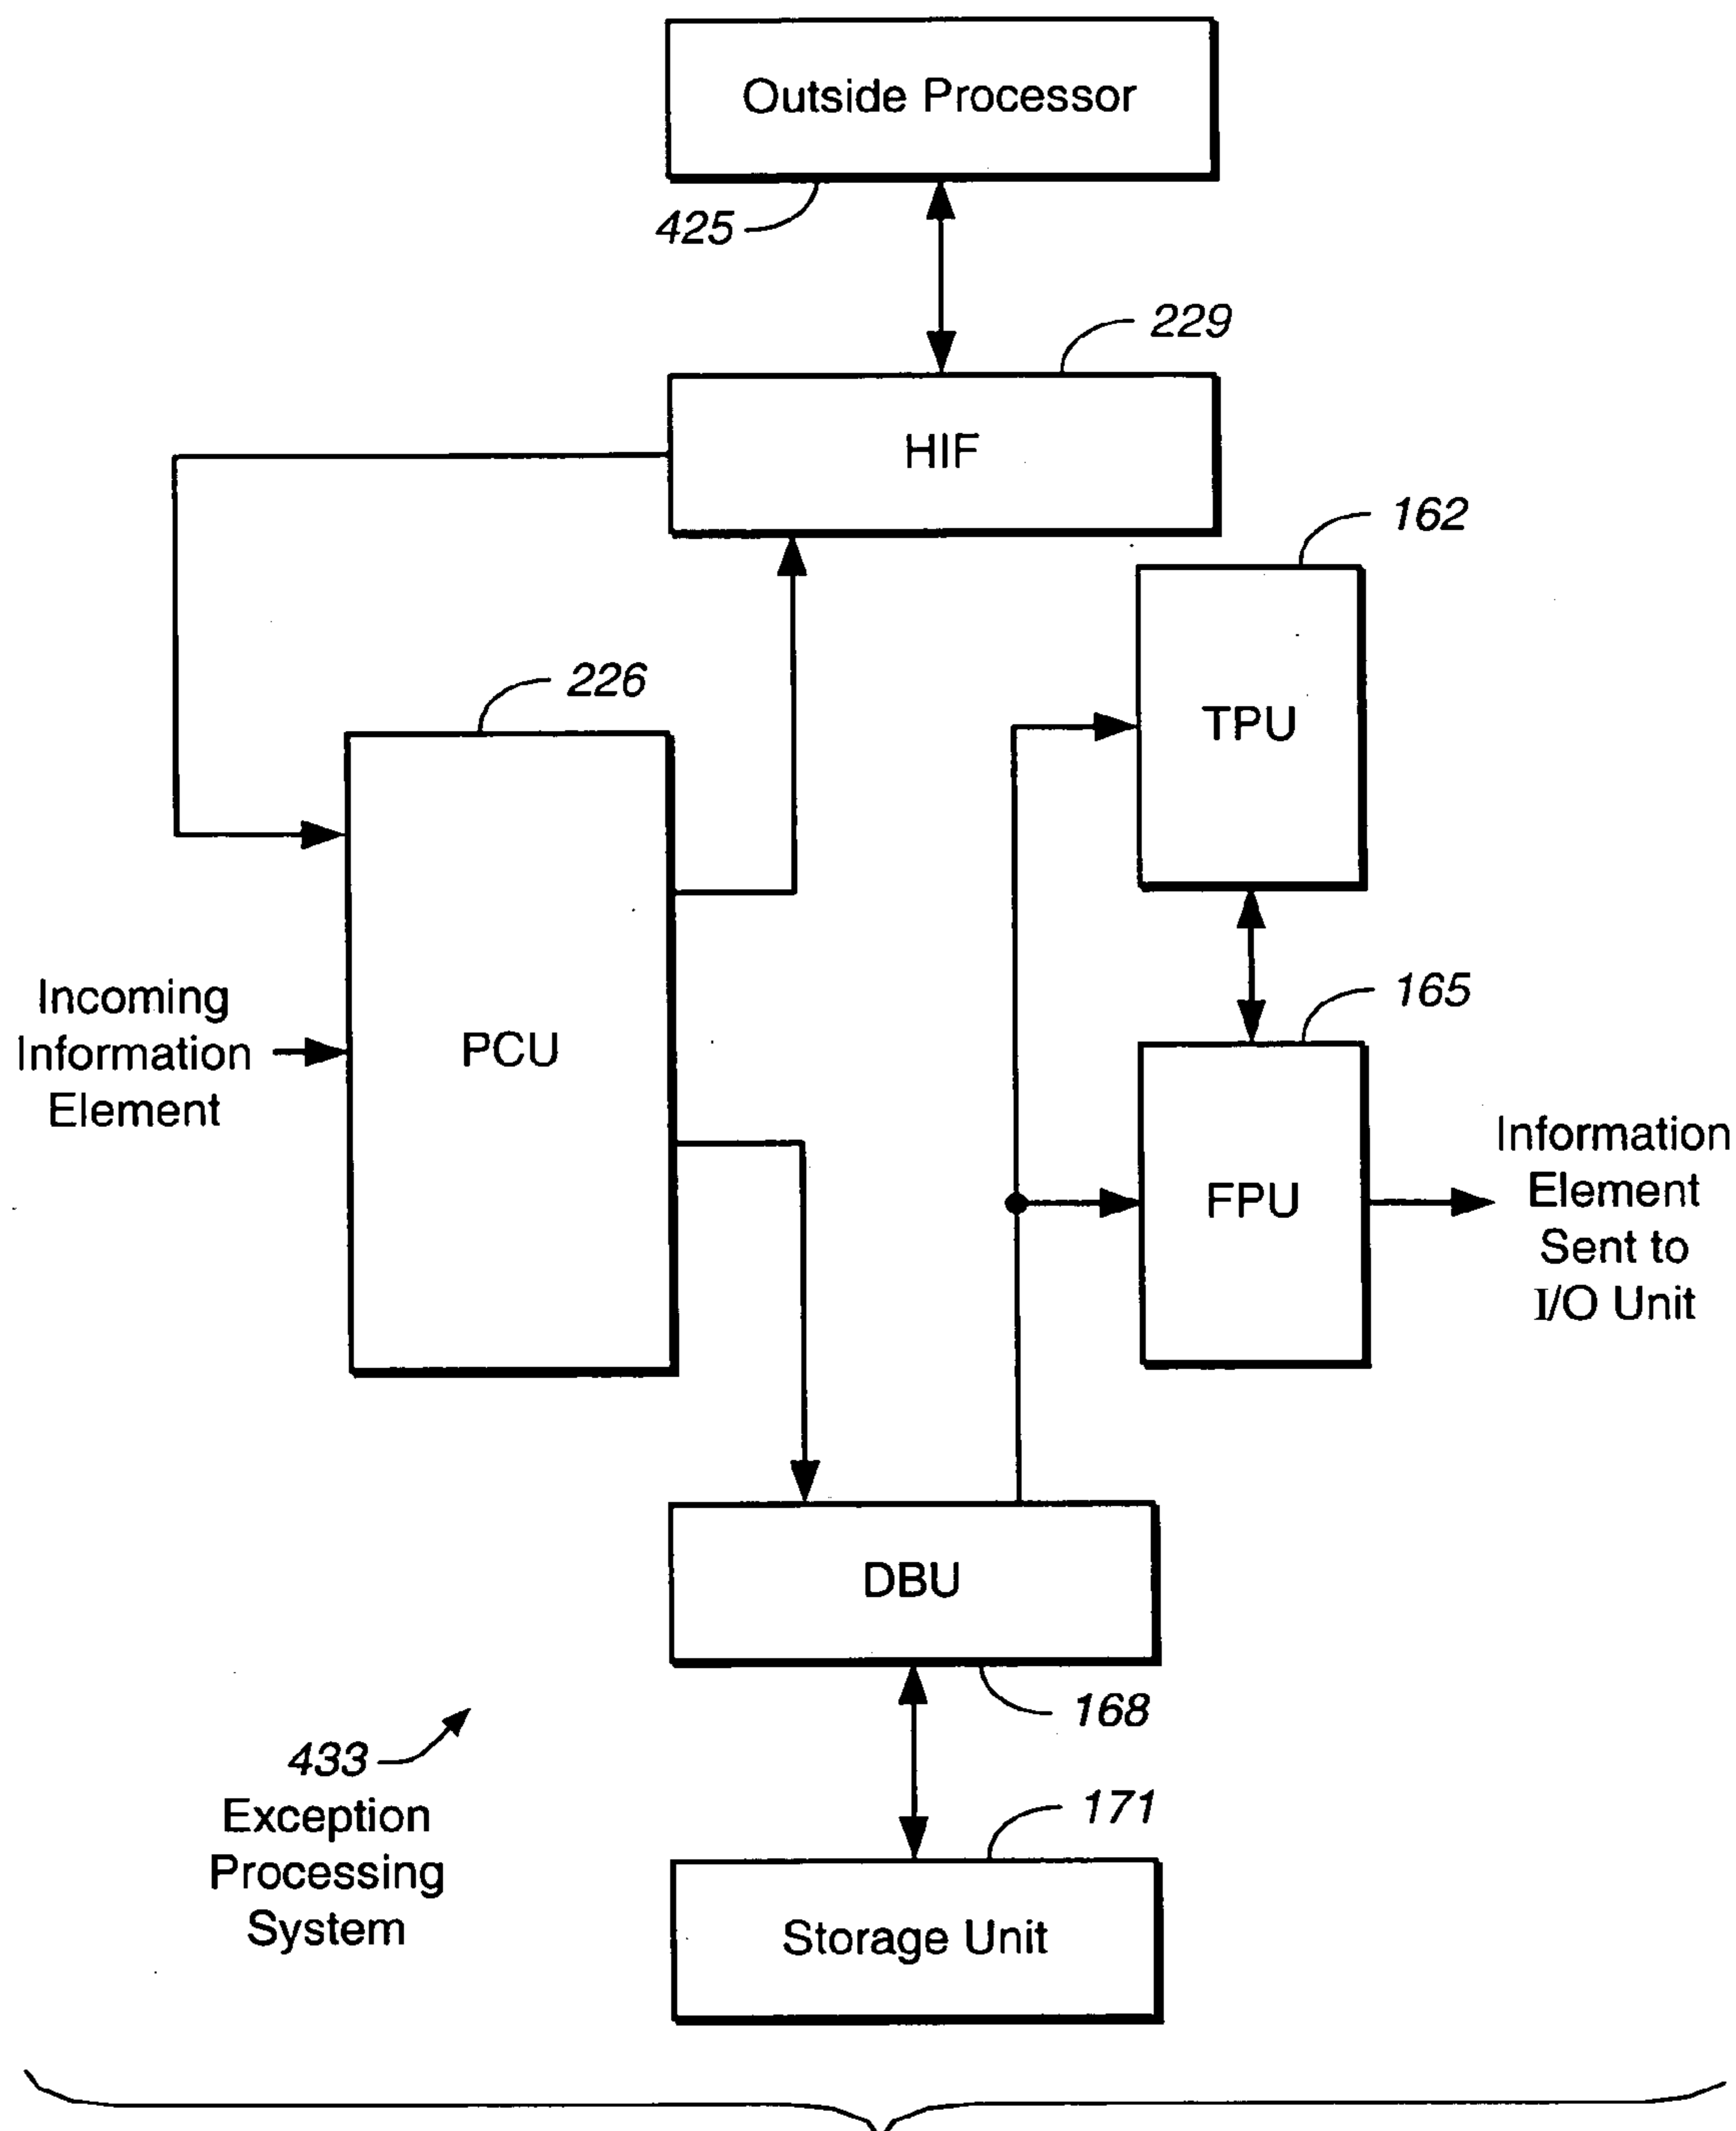 Outside Processor
425
229
HIF
162
226
TPU
165
Incoming
Information
Element
PCU
FPU
Information
Element
Sent to
I/O Unit
DBU
168
433
Exception
Processing
System
171
Storage Unit